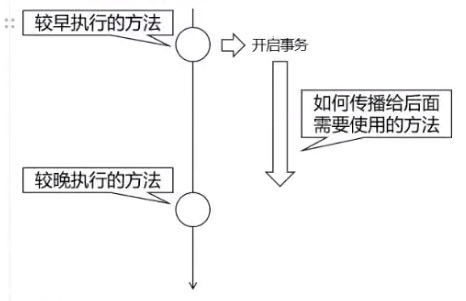 较早执行的方法
开启事务
如何传播给后面
需要使用的方法
较晚执行的方法